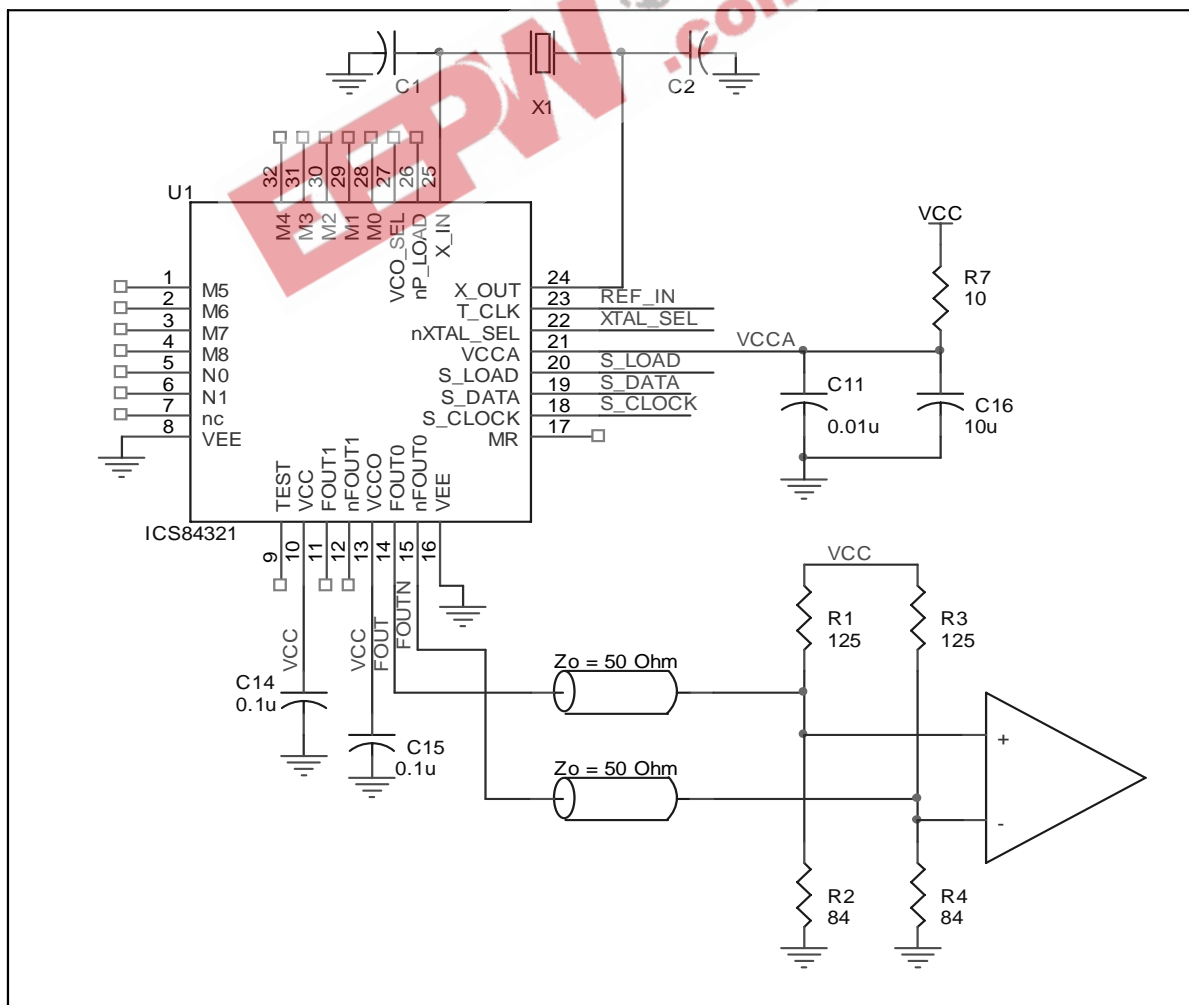 EEPW .com
C1
X1
C2
U1
32 31 30 29 28 27 26 25
M4 M3 M2 M1 M0 VCO_SEL nP_LOAD X_IN
VCC
R7
10
1 M5
2 M6
3 M7
4 M8
5 N0
6 N1
7 nc
8 VEE
X_OUT 24
T_CLK 23 REF_IN
nXTAL_SEL 22 XTAL_SEL
VCCA 21 VCCA
S_LOAD 20 S_LOAD
S_DATA 19 S_DATA
S_CLOCK 18 S_CLOCK
MR 17
C11
0.01u
C16
10u
TEST VCC FOUT1 nFOUT1 VCCO FOUT0 nFOUT0 VEE
ICS84321
9 10 11 12 13 14 15 16
VCC
VCC
FOUT
FOUTN
C14
0.1u
C15
0.1u
VCC
R1
125
R3
125
Zo = 50 Ohm
Zo = 50 Ohm
+
-
R2
84
R4
84